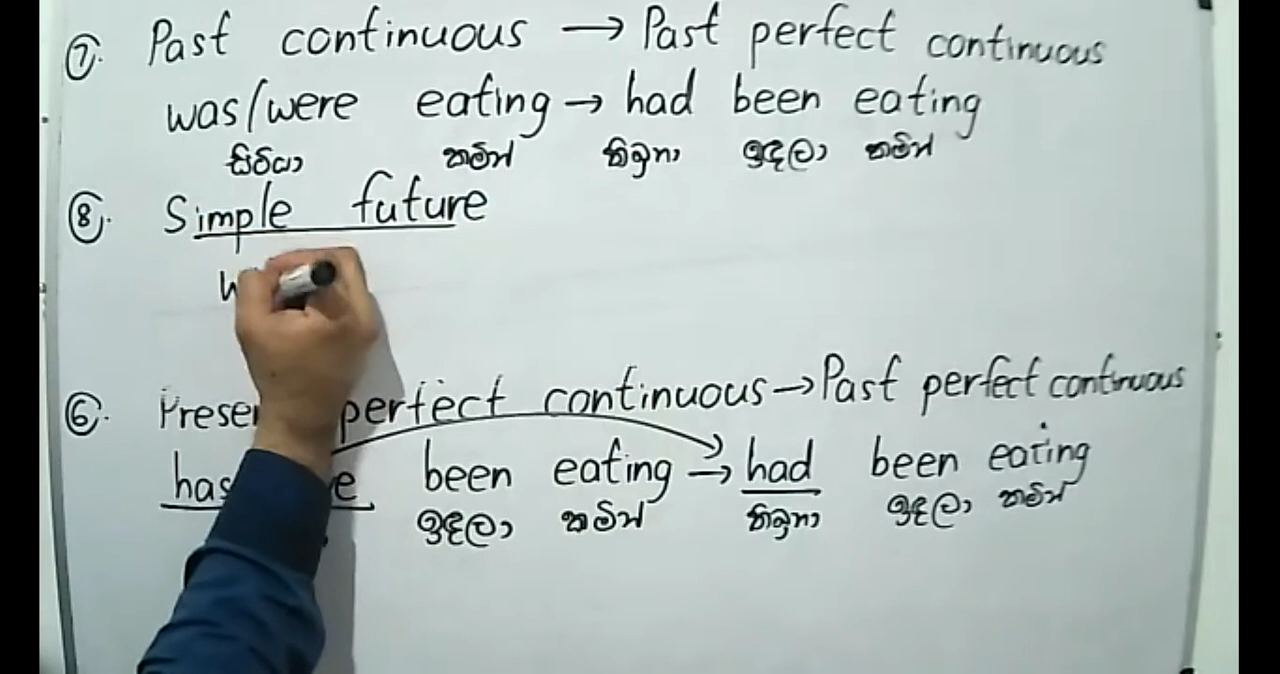 7. Past continuous → Past perfect continuous
was/were eating → had been eating
සිටියා කමින් තිබුනා ඉඳලා කමින්
8. Simple future
6. perfect continuous → Past perfect continuous
been eating → had been eating
ඉඳලා කමින් තිබුනා ඉඳලා කමින්